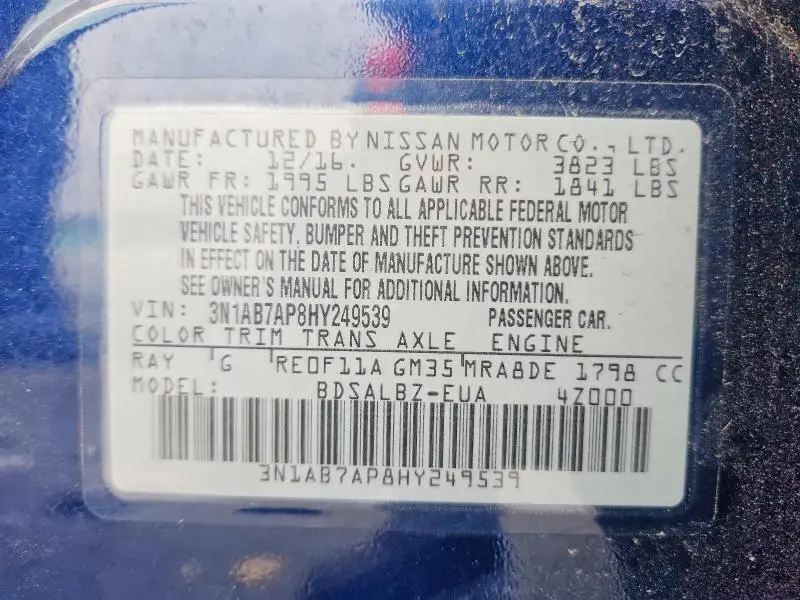 MANUFACTURED BY NISSAN MOTOR CO., LTD.
DATE: 12/16. GVWR: 3823 LBS
GAWR FR: 1995 LBS GAWR RR: 1841 LBS
THIS VEHICLE CONFORMS TO ALL APPLICABLE FEDERAL MOTOR
VEHICLE SAFETY, BUMPER AND THEFT PREVENTION STANDARDS
IN EFFECT ON THE DATE OF MANUFACTURE SHOWN ABOVE.
SEE OWNER'S MANUAL FOR ADDITIONAL INFORMATION.
VIN: 3N1AB7AP8HY249539 PASSENGER CAR.
COLOR TRIM TRANS AXLE ENGINE
RAY G RE0F11A GM35 MRA8DE 1798 CC
MODEL: BDSALBZ-EUA 4Z000
3N1AB7AP8HY249539